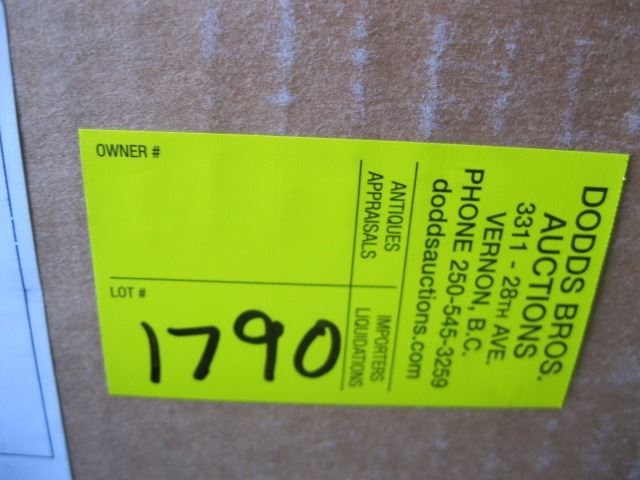 DODDS BROS.
AUCTIONS
3311 - 28TH AVE.
VERNON, B.C.
PHONE 250-545-3259
doddsauctions.com
ANTIQUES
APPRAISALS
IMPORTERS
LIQUIDATIONS
OWNER #
LOT #
1790